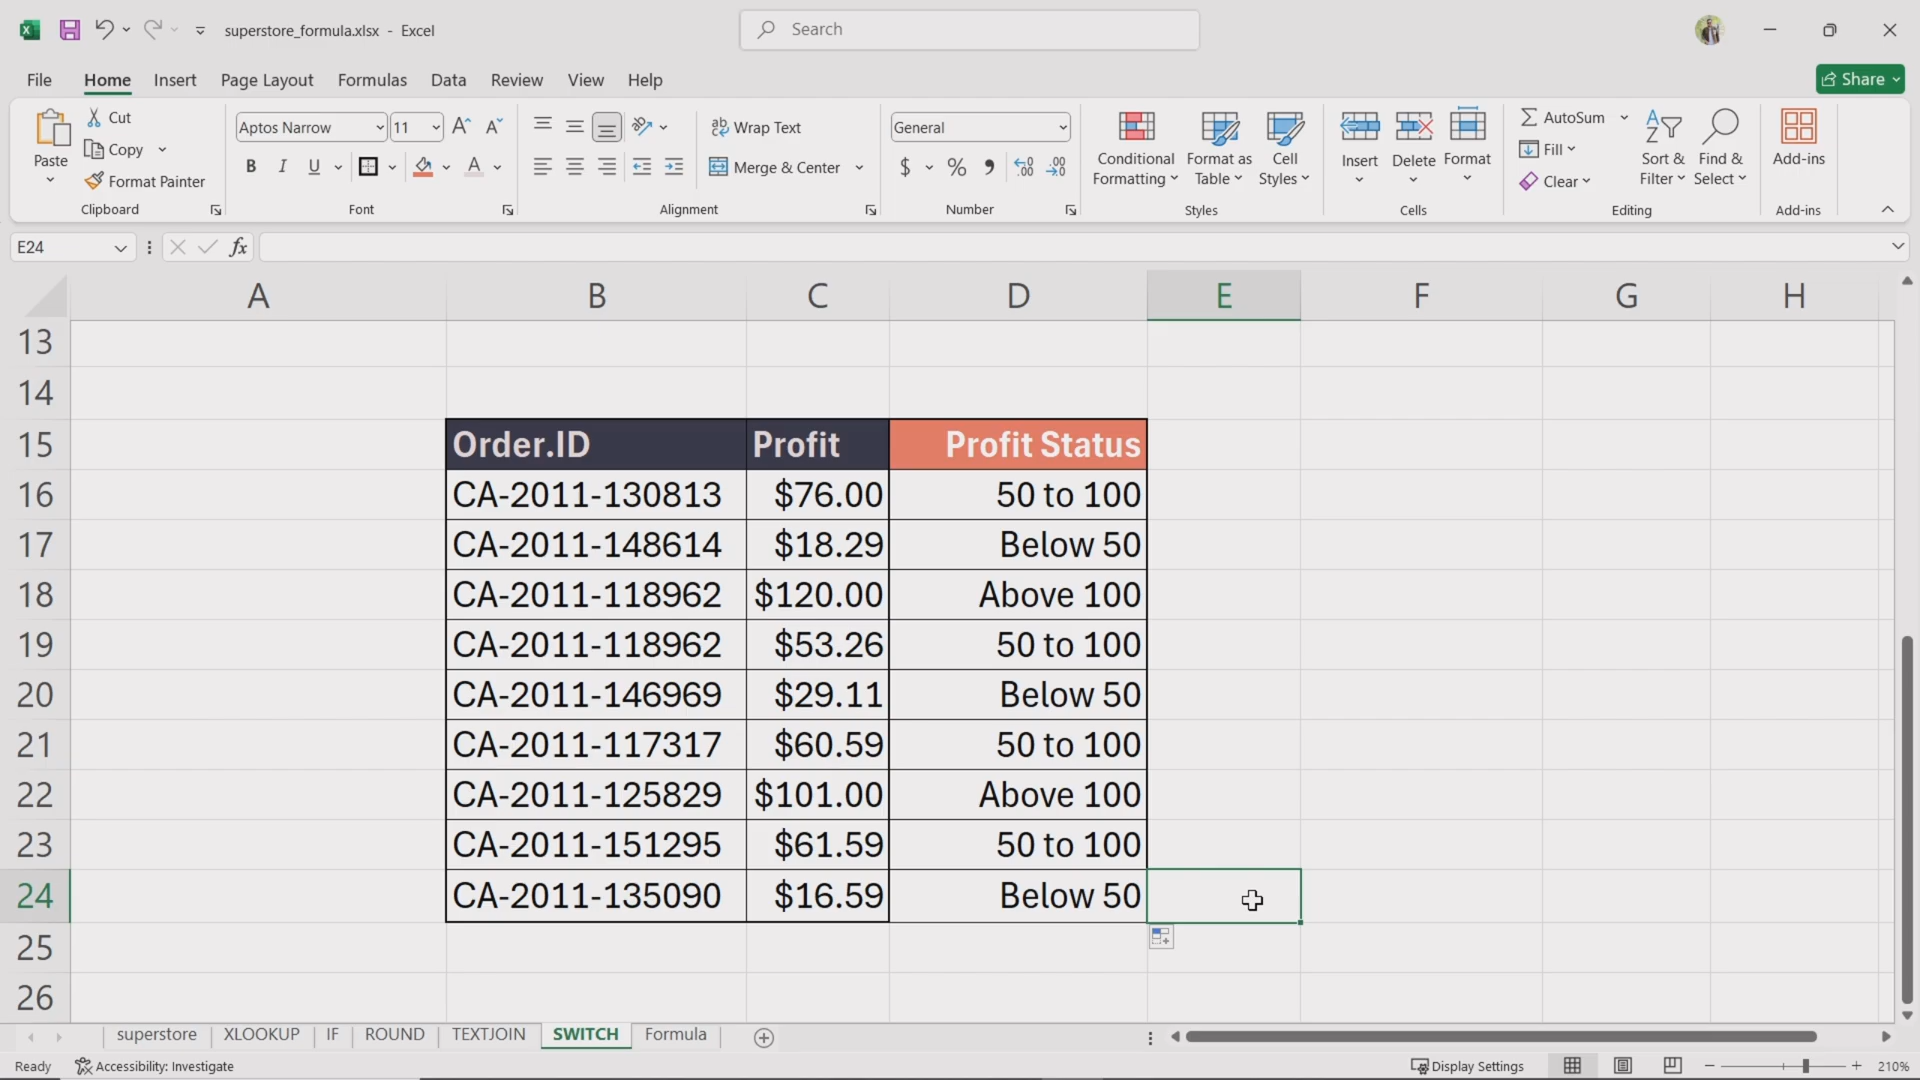 superstore_formula.xlsx - Excel
Search
File Home Insert Page Layout Formulas Data Review View Help
Share
Paste
Cut
Copy
Format Painter
Clipboard
Aptos Narrow 11
B I U A
Font
Wrap Text
Merge & Center
Alignment
General
$ % 9
Number
Conditional Formatting
Format as Table
Cell Styles
Styles
Insert Delete Format
Cells
AutoSum
Fill
Clear
Sort & Filter
Find & Select
Editing
Add-ins
Add-ins
E24
fx
A B C D E F G H
13
14
15 Order.ID Profit Profit Status
16 CA-2011-130813 $76.00 50 to 100
17 CA-2011-148614 $18.29 Below 50
18 CA-2011-118962 $120.00 Above 100
19 CA-2011-118962 $53.26 50 to 100
20 CA-2011-146969 $29.11 Below 50
21 CA-2011-117317 $60.59 50 to 100
22 CA-2011-125829 $101.00 Above 100
23 CA-2011-151295 $61.59 50 to 100
24 CA-2011-135090 $16.59 Below 50
25
26
superstore XLOOKUP IF ROUND TEXTJOIN SWITCH Formula
Ready Accessibility: Investigate Display Settings 210%